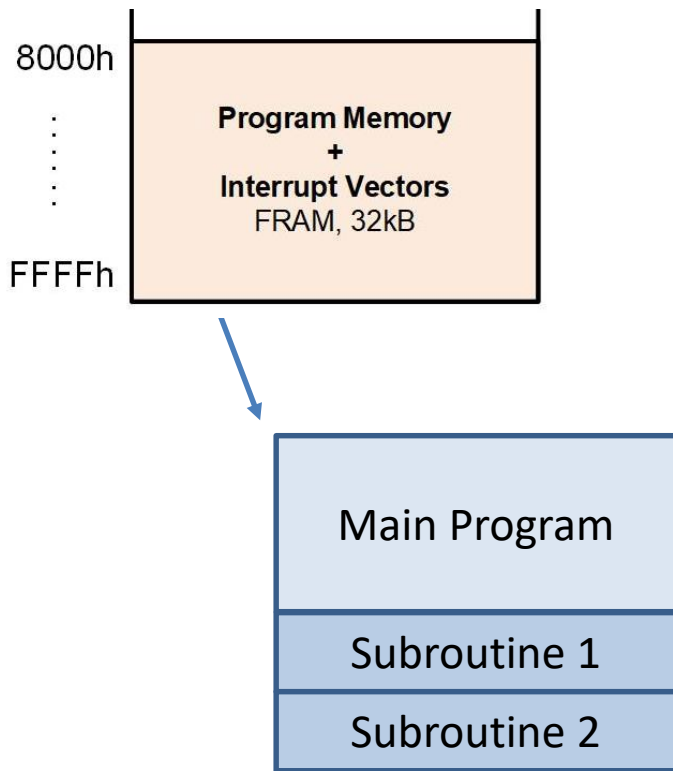 8000h
Program Memory
+
Interrupt Vectors
FRAM, 32kB
FFFFh
Main Program
Subroutine 1
Subroutine 2